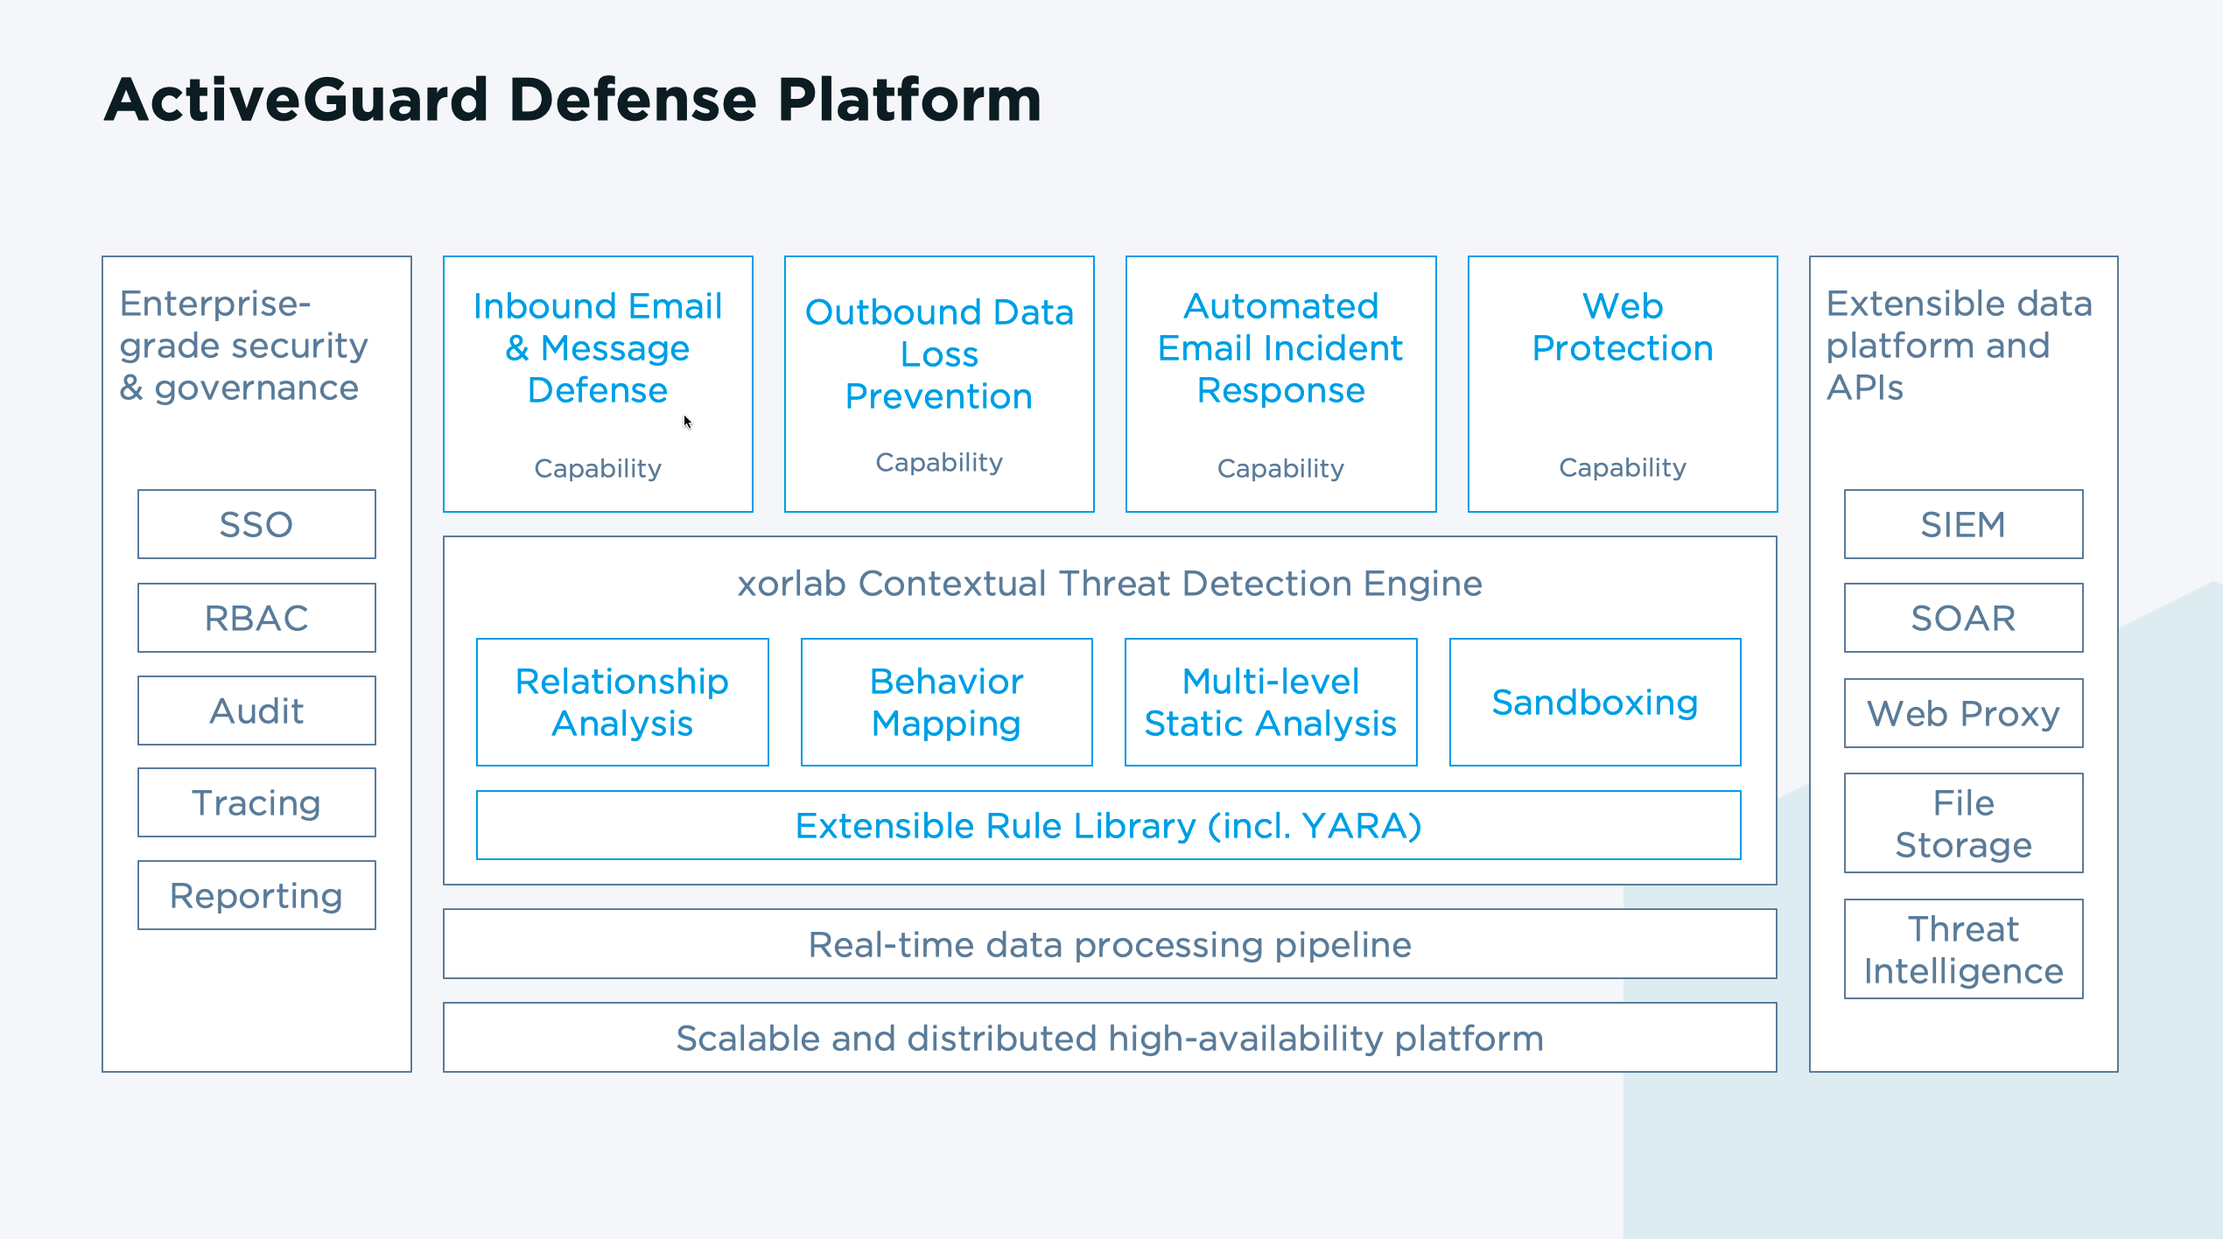 ActiveGuard Defense Platform
Enterprise-
grade security
& governance
SSO
RBAC
Audit
Tracing
Reporting
Inbound Email
& Message
Defense
Capability
Outbound Data
Loss
Prevention
Capability
Automated
Email Incident
Response
Capability
Web
Protection
Capability
xorlab Contextual Threat Detection Engine
Relationship
Analysis
Behavior
Mapping
Multi-level
Static Analysis
Sandboxing
Extensible Rule Library (incl. YARA)
Real-time data processing pipeline
Scalable and distributed high-availability platform
Extensible data
platform and
APIs
SIEM
SOAR
Web Proxy
File
Storage
Threat
Intelligence